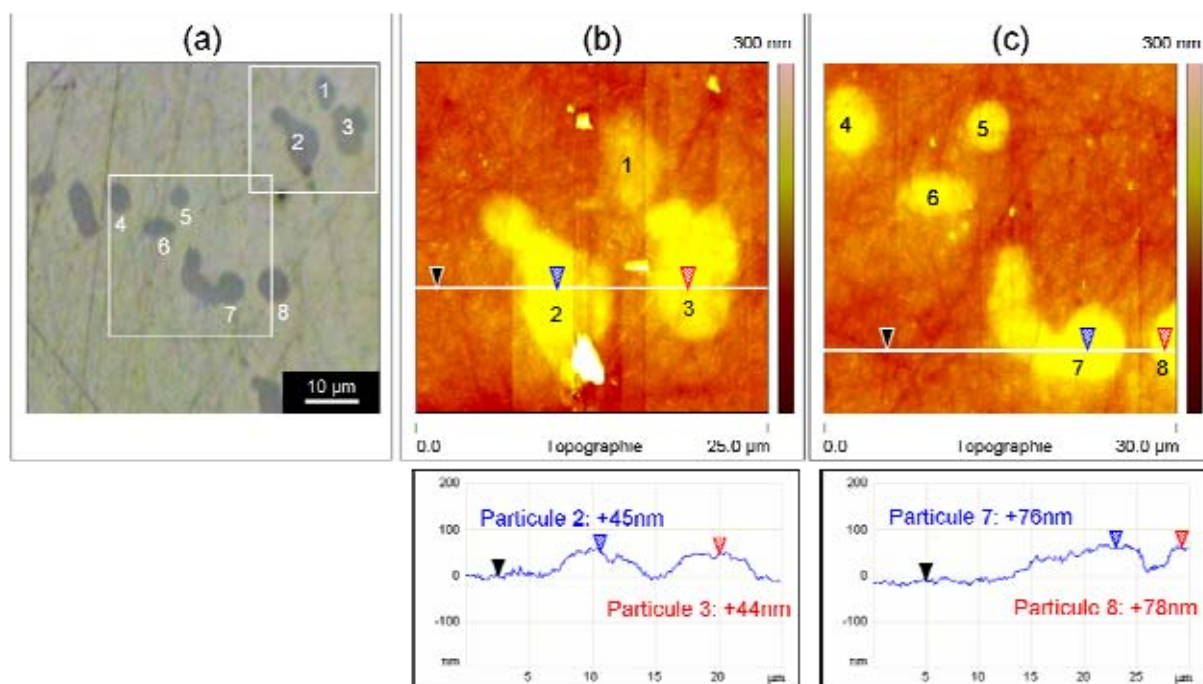 (a)
1
2
3
4
5
6
7
8
10 µm
(b)
300 nm
1
2
3
0.0 Topographie 25.0 µm
(c)
300 nm
4
5
6
7
8
0.0 Topographie 30.0 µm
200
Particule 2: +45nm
100
0
Particule 3: +44nm
-100
nm
5 10 15 20 µm
200
Particule 7: +76nm
100
0
Particule 8: +78nm
-100
nm
5 10 15 20 25 µm